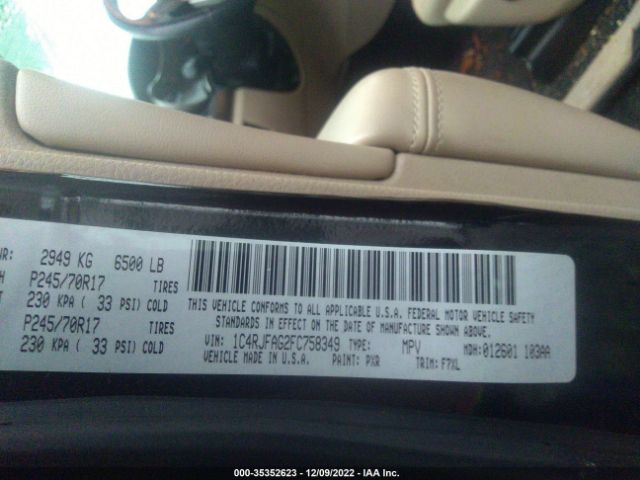 2949 KG 6500 LB
P245/70R17 TIRES
230 KPA ( 33 PSI) COLD
P245/70R17 TIRES
230 KPA ( 33 PSI) COLD
THIS VEHICLE CONFORMS TO ALL APPLICABLE U.S.A. FEDERAL MOTOR VEHICLE SAFETY
STANDARDS IN EFFECT ON THE DATE OF MANUFACTURE SHOWN ABOVE.
VIN: 1C4RJFAG2FC758349 TYPE: MPV MDH:012601 103AA
VEHICLE MADE IN U.S.A. PAINT: PXR TRIM: F7XL
000-35352623 - 12/09/2022 - IAA Inc.